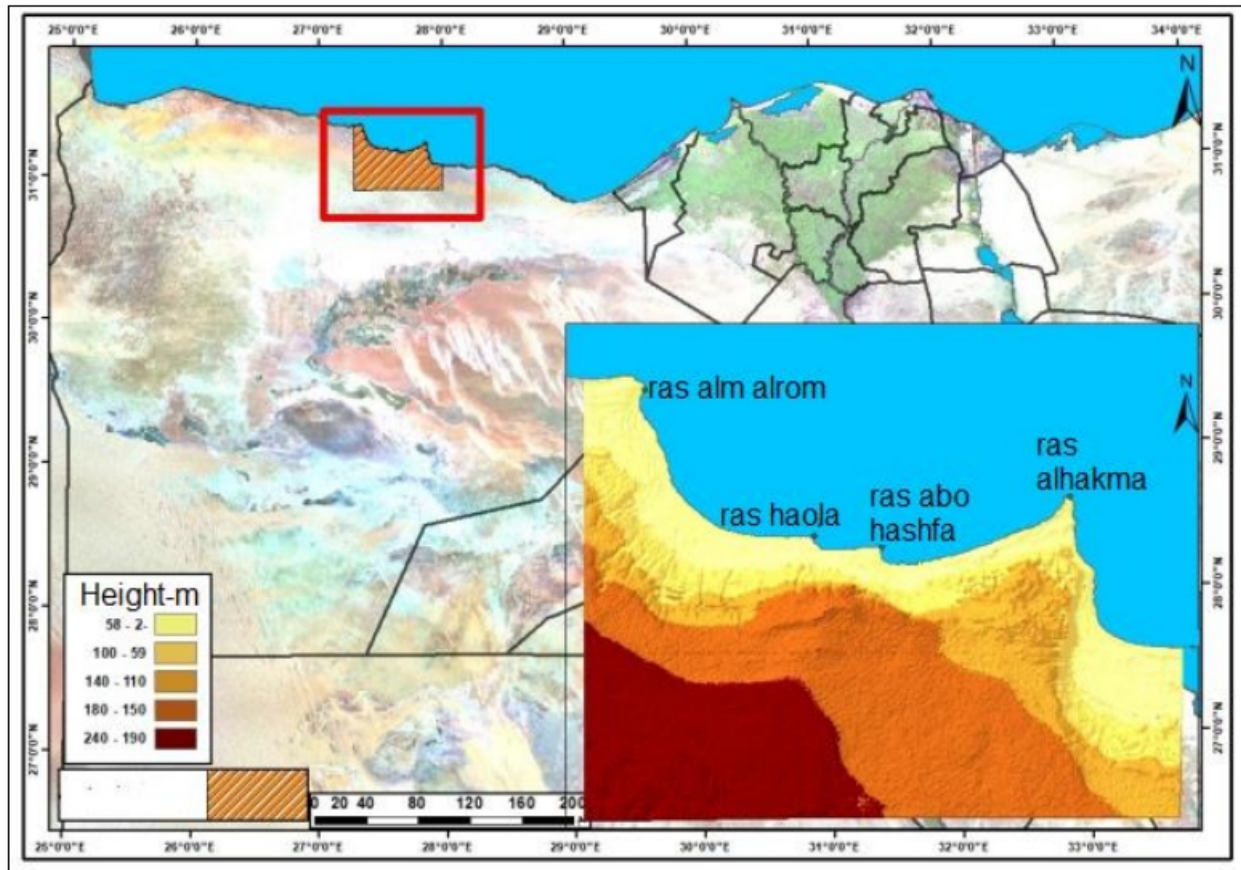 25°0'0"E 26°0'0"E 27°0'0"E 28°0'0"E 29°0'0"E 30°0'0"E 31°0'0"E 32°0'0"E 33°0'0"E 34°0'0"E
N
31°0'0"N
31°0'0"N
30°0'0"N
30°0'0"N
N
ras alm alrom
29°0'0"N
29°0'0"N
ras
alhakma
ras abo
hashfa
ras haola
28°0'0"N
28°0'0"N
Height-m
58 - 2-
100 - 59
140 - 110
180 - 150
240 - 190
27°0'0"N
27°0'0"N
0 20 40 80 120 160 200
25°0'0"E 26°0'0"E 27°0'0"E 28°0'0"E 29°0'0"E 30°0'0"E 31°0'0"E 32°0'0"E 33°0'0"E